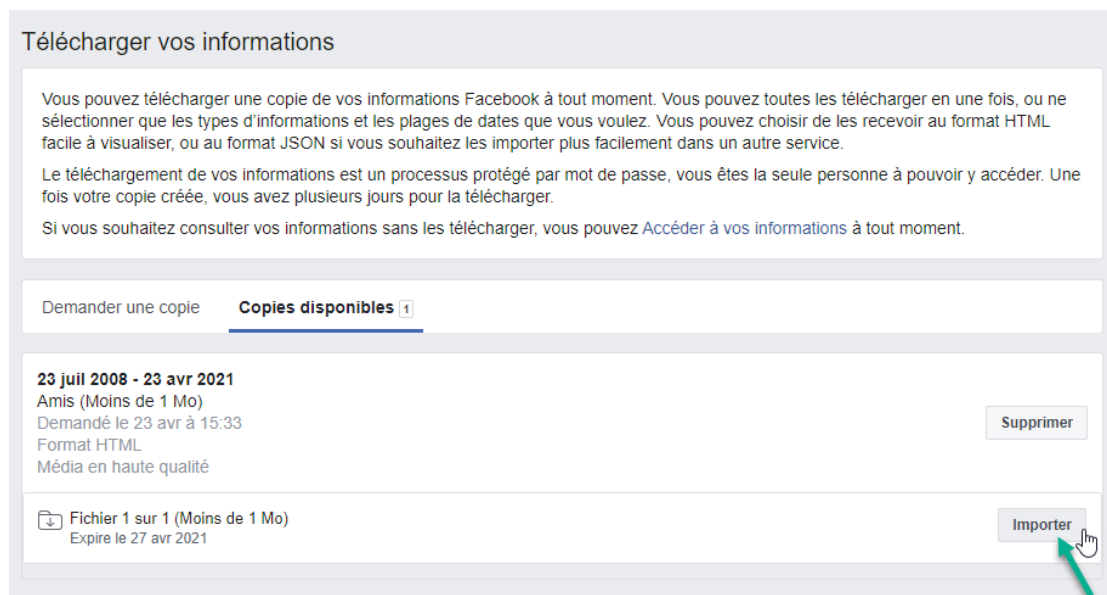 Télécharger vos informations
Vous pouvez télécharger une copie de vos informations Facebook à tout moment. Vous pouvez toutes les télécharger en une fois, ou ne
sélectionner que les types d'informations et les plages de dates que vous voulez. Vous pouvez choisir de les recevoir au format HTML
facile à visualiser, ou au format JSON si vous souhaitez les importer plus facilement dans un autre service.
Le téléchargement de vos informations est un processus protégé par mot de passe, vous êtes la seule personne à pouvoir y accéder. Une
fois votre copie créée, vous avez plusieurs jours pour la télécharger.
Si vous souhaitez consulter vos informations sans les télécharger, vous pouvez Accéder à vos informations à tout moment.
Demander une copie Copies disponibles 1
23 juil 2008 - 23 avr 2021
Amis (Moins de 1 Mo)
Demandé le 23 avr à 15:33
Supprimer
Format HTML
Média en haute qualité
Fichier 1 sur 1 (Moins de 1 Mo)
Importer
Expire le 27 avr 2021